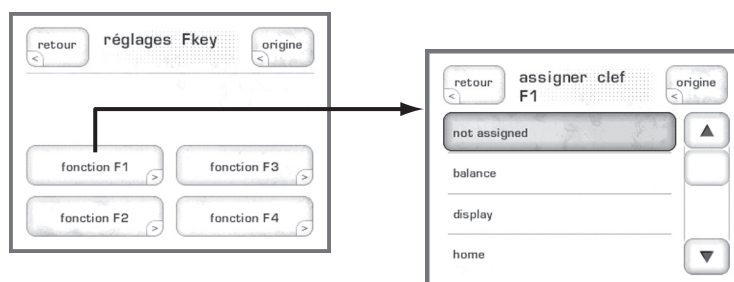 retour
réglages Fkey
origine
<
<
fonction F1
>
fonction F3
>
fonction F2
>
fonction F4
>
retour
assigner clef
F1
origine
<
<
not assigned
balance
display
home